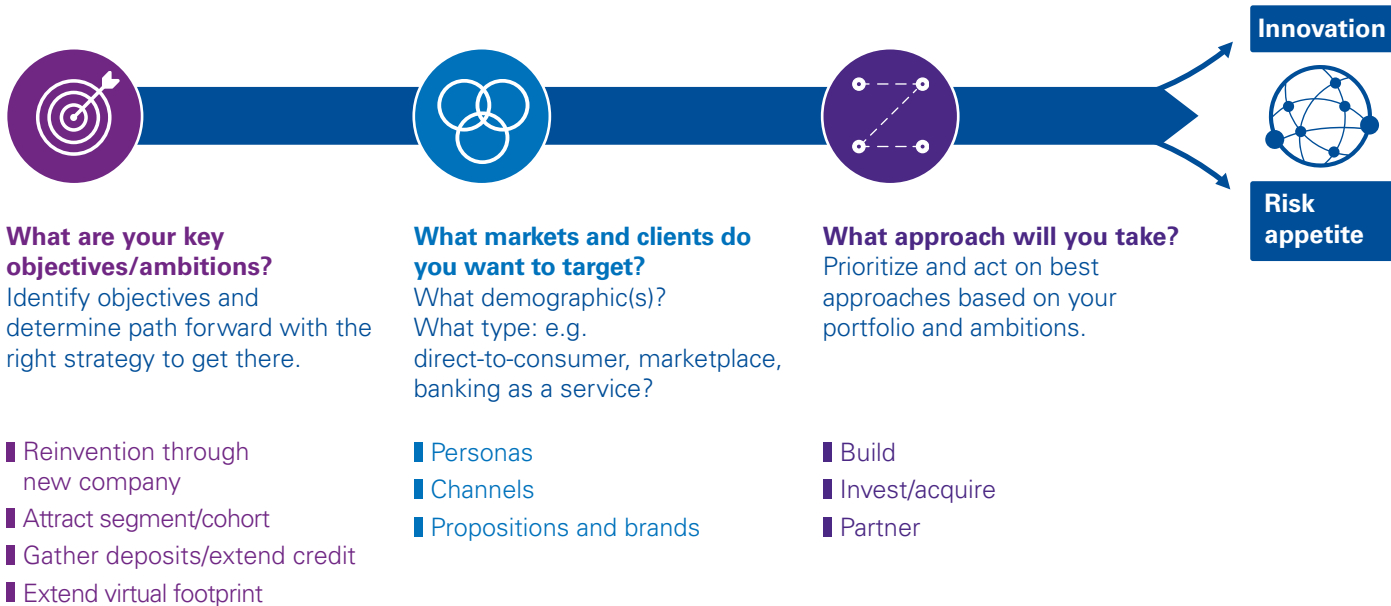 Innovation
Risk
appetite
What are your key
objectives/ambitions?
Identify objectives and
determine path forward with the
right strategy to get there.
Reinvention through
new company
Attract segment/cohort
Gather deposits/extend credit
Extend virtual footprint
What markets and clients do
you want to target?
What demographic(s)?
What type: e.g.
direct-to-consumer, marketplace,
banking as a service?
Personas
Channels
Propositions and brands
What approach will you take?
Prioritize and act on best
approaches based on your
portfolio and ambitions.
Build
Invest/acquire
Partner